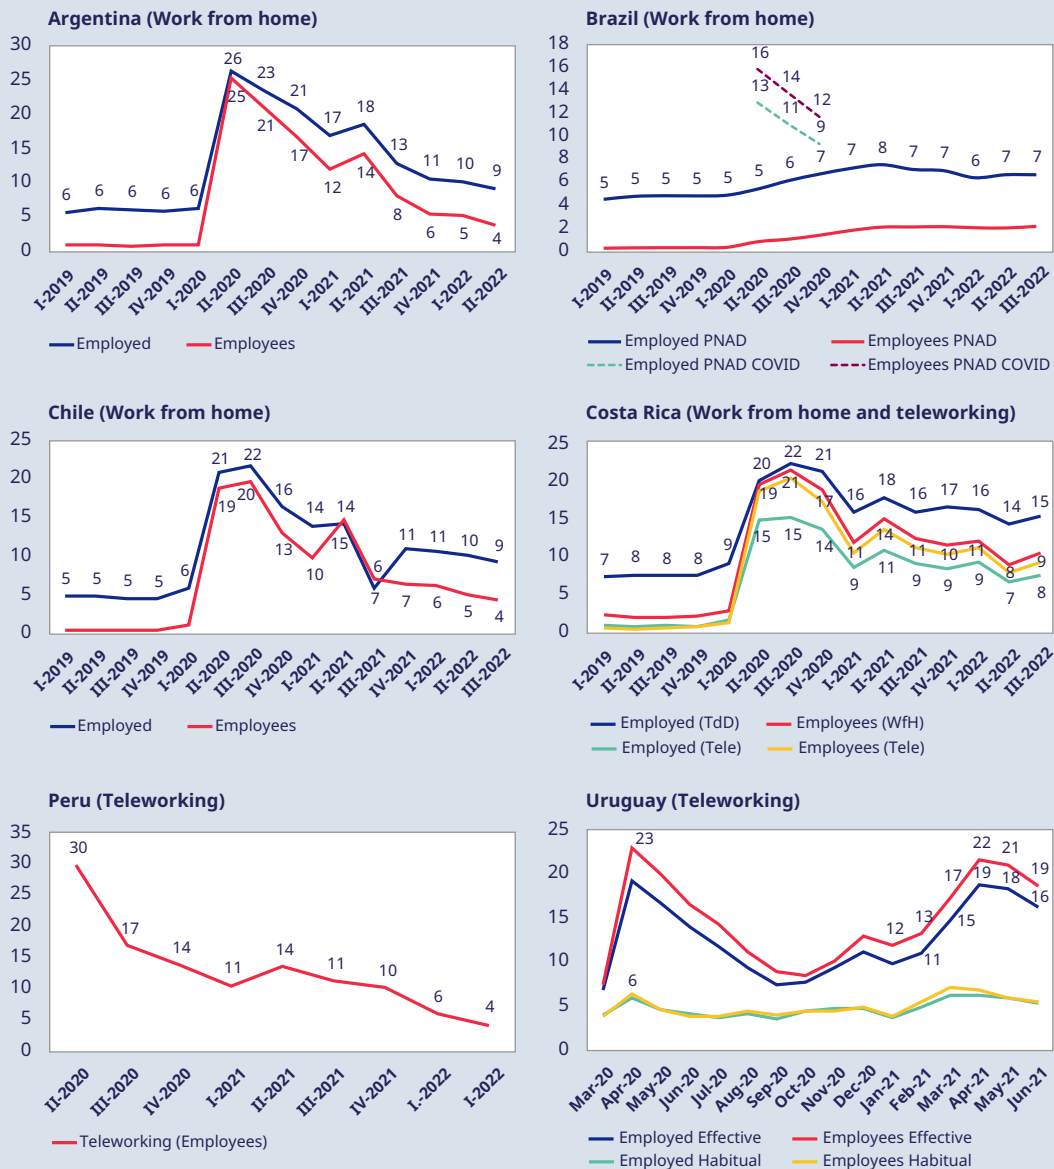 Argentina (Work from home)
30
25
20
15
10
5
0
6 6 6 6 6 26 23 21 17 18 13 11 10 9
25 21 17 12 14 8 6 5 4
I-2019 II-2019 III-2019 IV-2019 I-2020 II-2020 III-2020 IV-2020 I-2021 II-2021 III-2021 IV-2021 I-2022 II-2022
Employed Employees
Brazil (Work from home)
18
16
14
12
10
8
6
4
2
0
16 14 12
13 11 9
5 5 5 5 5 5 6 7 7 8 7 7 6 7 7
I-2019 II-2019 III-2019 IV-2019 I-2020 II-2020 III-2020 IV-2020 I-2021 II-2021 III-2021 IV-2021 I-2022 II-2022 III-2022
Employed PNAD Employees PNAD
Employed PNAD COVID Employees PNAD COVID
Chile (Work from home)
25
20
15
10
5
0
5 5 5 5 6 21 22 16 14 14 6 11 11 10 9
19 20 13 10 15 7 7 6 5 4
I-2019 II-2019 III-2019 IV-2019 I-2020 II-2020 III-2020 IV-2020 I-2021 II-2021 III-2021 IV-2021 I-2022 II-2022 III-2022
Employed Employees
Costa Rica (Work from home and teleworking)
25
20
15
10
5
0
7 8 8 8 9 20 22 21 16 18 16 17 16 14 15
19 21 17 11 14 11 10 11 8 9
15 15 14 9 11 9 9 9 7 8
I-2019 II-2019 III-2019 IV-2019 I-2020 II-2020 III-2020 IV-2020 I-2021 II-2021 III-2021 IV-2021 I-2022 II-2022 III-2022
Employed (TdD) Employees (WfH)
Employed (Tele) Employees (Tele)
Peru (Teleworking)
35
30
25
20
15
10
5
0
30 17 14 11 14 11 10 6 4
II-2020 III-2020 IV-2020 I-2021 II-2021 III-2021 IV-2021 I-2022 I-2022
Teleworking (Employees)
Uruguay (Teleworking)
25
20
15
10
5
0
23 12 13 17 22 21 19
11 15 19 18 16
6
Mar-20 Apr-20 May-20 Jun-20 Jul-20 Aug-20 Sep-20 Oct-20 Nov-20 Dec-20 Jan-21 Feb-21 Mar-21 Apr-21 May-21 Jun-21
Employed Effective Employees Effective
Employed Habitual Employees Habitual